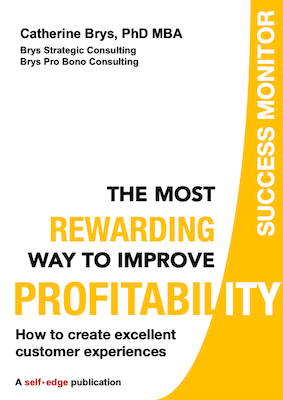 Catherine Brys, PhD MBA
Brys Strategic Consulting
Brys Pro Bono Consulting
SUCCESS MONITOR
THE MOST
REWARDING
WAY TO IMPROVE
PROFITABILITY
How to create excellent
customer experiences
A self·edge publication